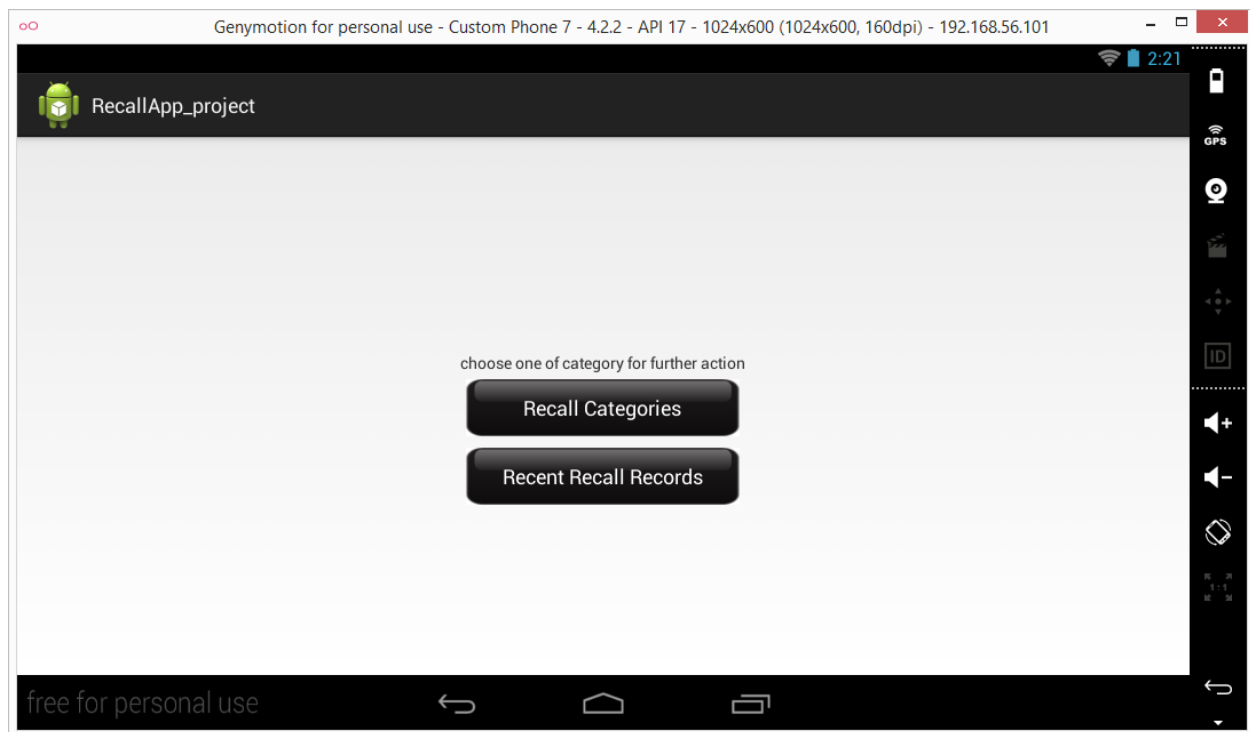 Genymotion for personal use - Custom Phone 7 - 4.2.2 - API 17 - 1024x600 (1024x600, 160dpi) - 192.168.56.101
2:21
RecallApp_project
GPS
choose one of category for further action
Recall Categories
ID
Recent Recall Records
1:1
free for personal use